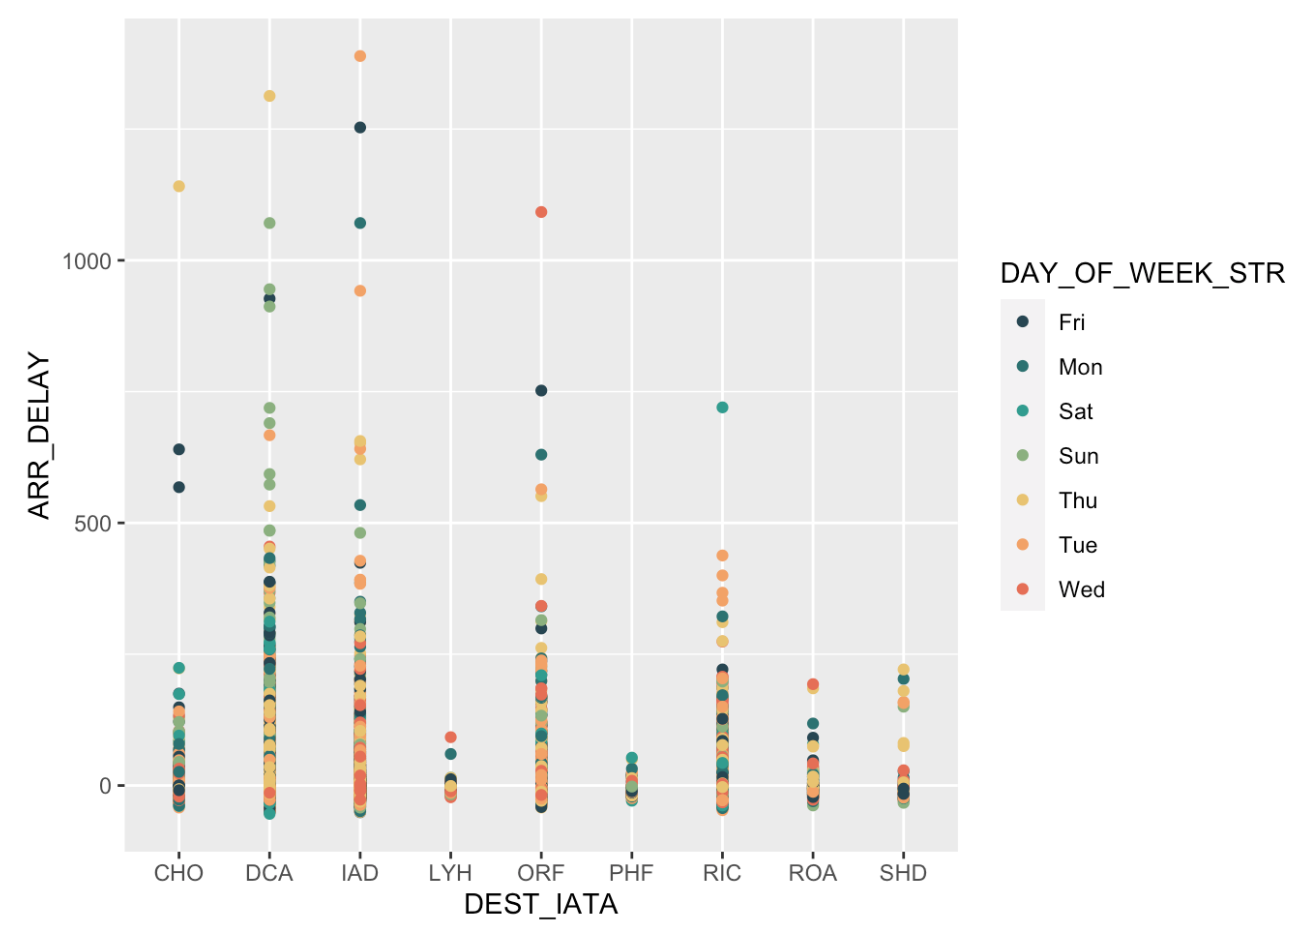 1000
500
0
ARR_DELAY
CHO DCA IAD LYH ORF PHF RIC ROA SHD
DEST_IATA
DAY_OF_WEEK_STR
Fri
Mon
Sat
Sun
Thu
Tue
Wed